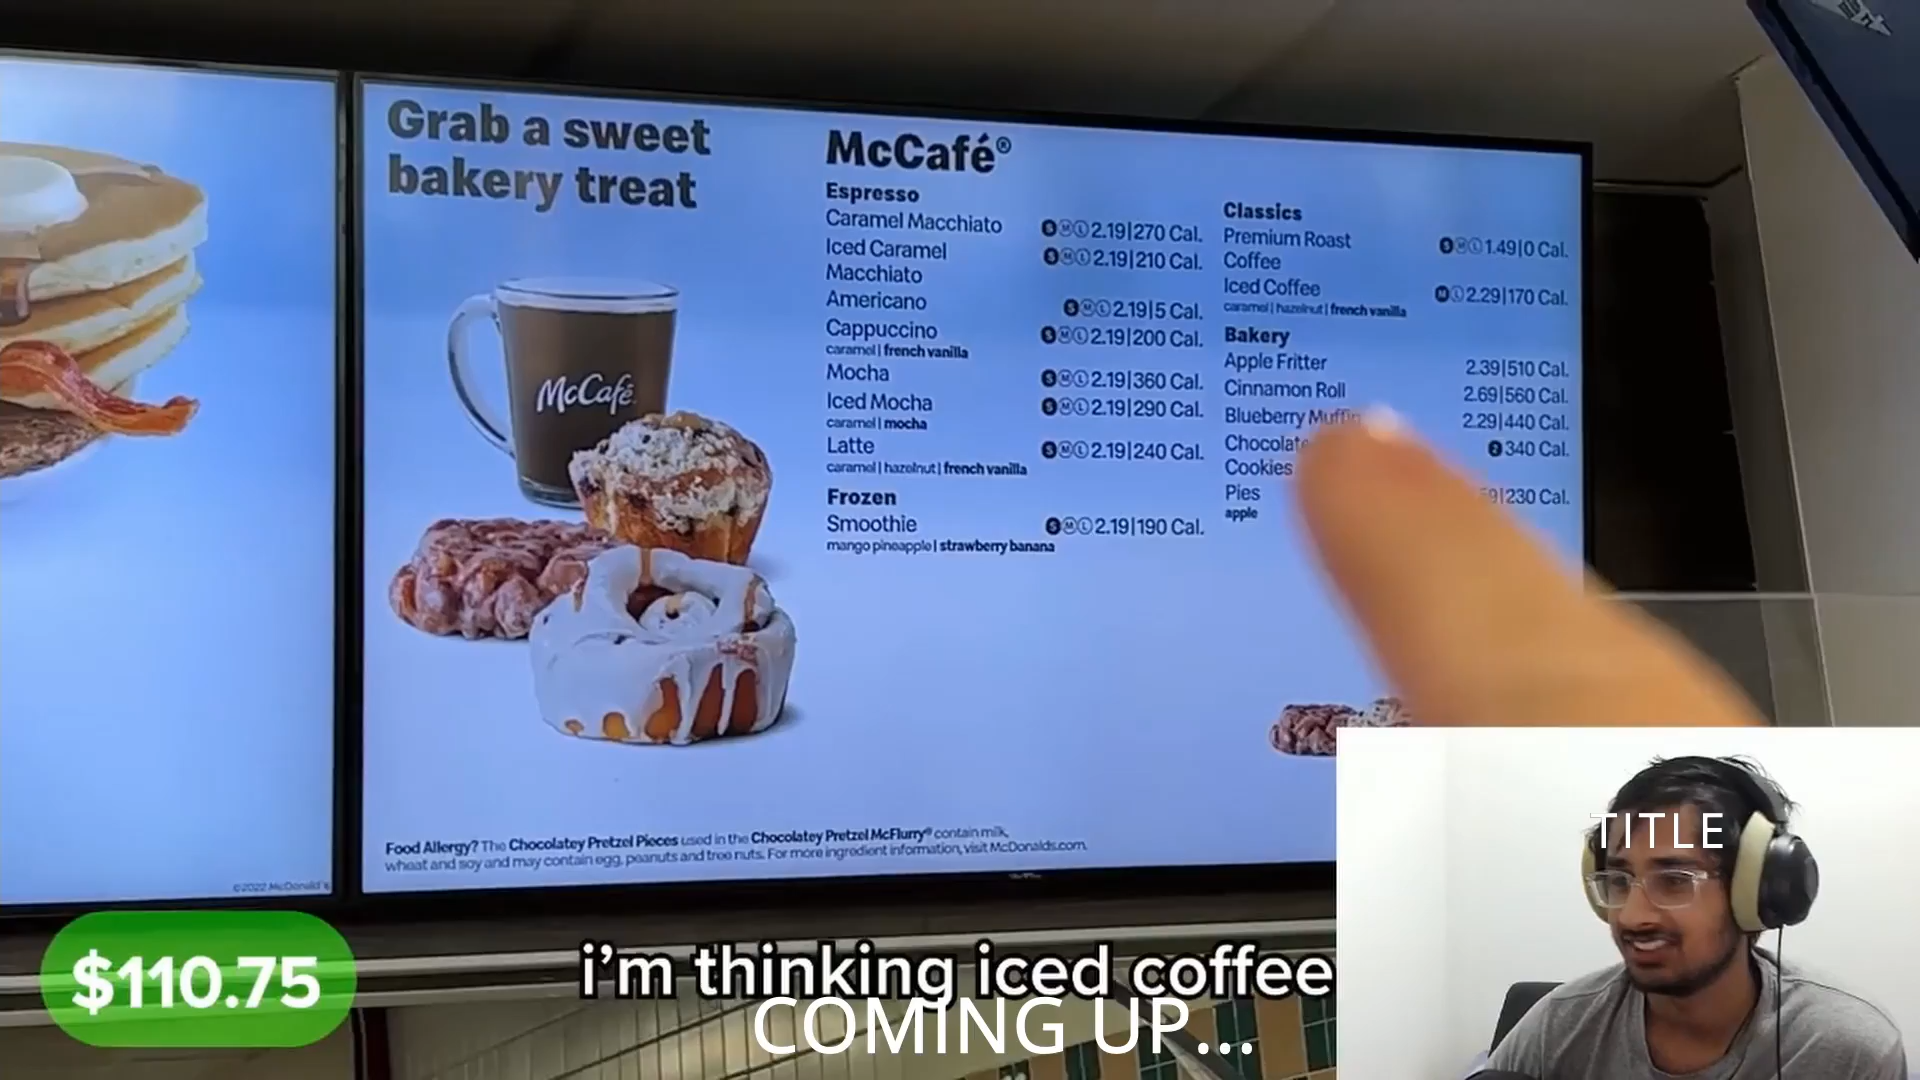 Grab a sweet
bakery treat
McCafé®
Espresso
Caramel Macchiato S M L 2.19|270 Cal.
Iced Caramel
Macchiato S M L 2.19|210 Cal.
Americano S M L 2.19|5 Cal.
Cappuccino S M L 2.19|200 Cal.
caramel | french vanilla
Mocha S M L 2.19|360 Cal.
Iced Mocha S M L 2.19|290 Cal.
caramel | mocha
Latte S M L 2.19|240 Cal.
caramel | hazelnut | french vanilla
Frozen
Smoothie S M L 2.19|190 Cal.
mango pineapple | strawberry banana
Classics
Premium Roast
Coffee S M L 1.49|0 Cal.
Iced Coffee M L 2.29|170 Cal.
caramel | hazelnut | french vanilla
Bakery
Apple Fritter 2.39|510 Cal.
Cinnamon Roll 2.69|560 Cal.
Blueberry Muffin 2.29|440 Cal.
Chocolate
Cookies 2 340 Cal.
Pies 9|230 Cal.
apple
McCafé
Food Allergy? The Chocolatey Pretzel Pieces used in the Chocolatey Pretzel McFlurry® contain milk,
wheat and soy and may contain egg, peanuts and tree nuts. For more ingredient information, visit McDonalds.com.
©2022 McDonald's
$110.75
i'm thinking iced coffee
COMING UP...
TITLE